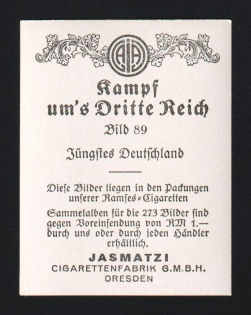 Kampf
um's Dritte Reich
Bild 89
Jüngstes Deutschland
Diese Bilder liegen in den Packungen
unserer Ramses-Cigaretten
Sammelalben für die 273 Bilder sind
gegen Voreinsendung von RM 1.—
durch uns oder durch jeden Händler
erhältlich.
JASMATZI
CIGARETTENFABRIK G.M.B.H.
DRESDEN